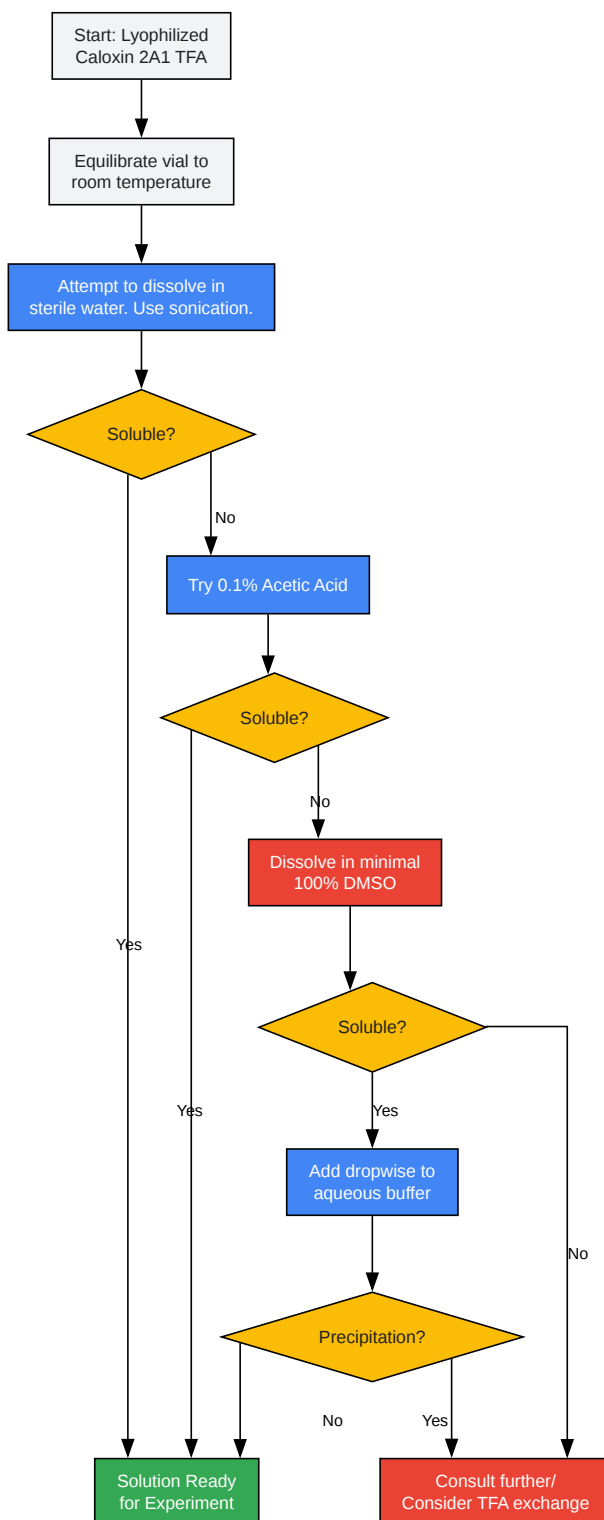 Start: Lyophilized
Caloxin 2A1 TFA
Equilibrate vial to
room temperature
Attempt to dissolve in
sterile water. Use sonication.
Soluble?
No
Try 0.1% Acetic Acid
Soluble?
No
Dissolve in minimal
100% DMSO
Yes
Soluble?
Yes
Yes
Add dropwise to
aqueous buffer
No
Precipitation?
No
Yes
Solution Ready
for Experiment
Consult further/
Consider TFA exchange